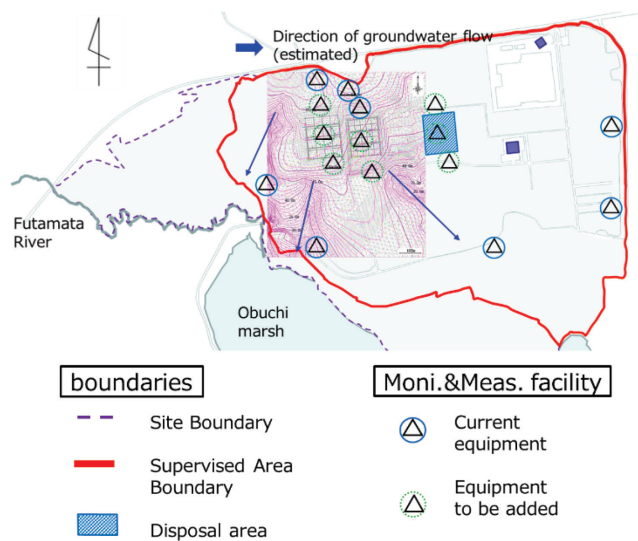 Direction of groundwater flow
(estimated)
Futamata
River
Obuchi
marsh
boundaries
Site Boundary
Supervised Area
Boundary
Disposal area
Moni.&Meas. facility
Current
equipment
Equipment
to be added